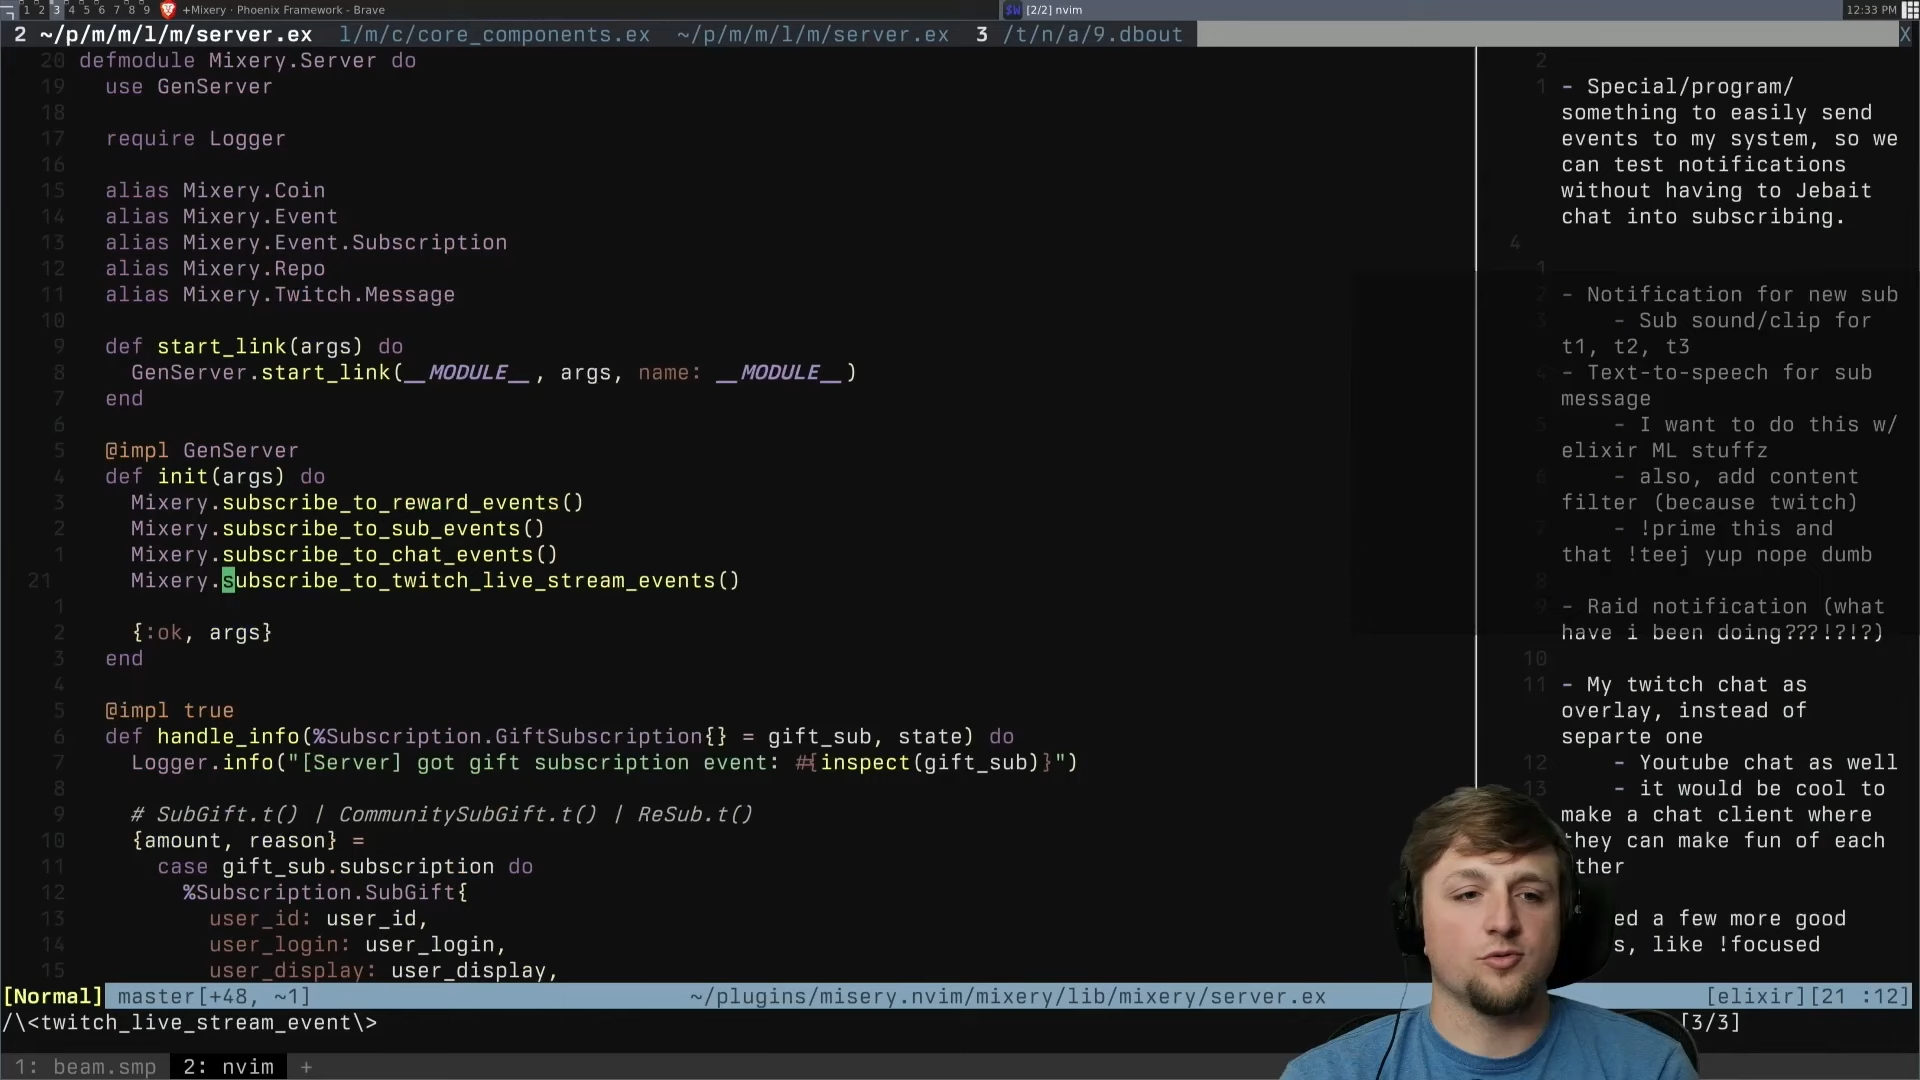 1 2 3 4 5 6 7 8 9 +Mixery · Phoenix Framework - Brave $W [2/2] nvim 12:33 PM
2 ~/p/m/m/l/m/server.ex l/m/c/core_components.ex ~/p/m/m/l/m/server.ex 3 /t/n/a/9.dbout X
20 defmodule Mixery.Server do
19 use GenServer
18
17 require Logger
16
15 alias Mixery.Coin
14 alias Mixery.Event
13 alias Mixery.Event.Subscription
12 alias Mixery.Repo
11 alias Mixery.Twitch.Message
10
9 def start_link(args) do
8 GenServer.start_link(__MODULE__, args, name: __MODULE__)
7 end
6
5 @impl GenServer
4 def init(args) do
3 Mixery.subscribe_to_reward_events()
2 Mixery.subscribe_to_sub_events()
1 Mixery.subscribe_to_chat_events()
21 Mixery.subscribe_to_twitch_live_stream_events()
1
2 {:ok, args}
3 end
4
5 @impl true
6 def handle_info(%Subscription.GiftSubscription{} = gift_sub, state) do
7 Logger.info("[Server] got gift subscription event: #{inspect(gift_sub)}")
8
9 # SubGift.t() | CommunitySubGift.t() | ReSub.t()
10 {amount, reason} =
11 case gift_sub.subscription do
12 %Subscription.SubGift{
13 user_id: user_id,
14 user_login: user_login,
15 user_display: user_display,
2
1 - Special/program/
something to easily send
events to my system, so we
can test notifications
without having to Jebait
chat into subscribing.
4
1
2 - Notification for new sub
3 - Sub sound/clip for
t1, t2, t3
4 - Text-to-speech for sub
message
5 - I want to do this w/
elixir ML stuffz
6 - also, add content
filter (because twitch)
7 - !prime this and
that !teej yup nope dumb
8
9 - Raid notification (what
have i been doing???!?!?)
10
11 - My twitch chat as
overlay, instead of
separte one
12 - Youtube chat as well
13 - it would be cool to
make a chat client where
they can make fun of each
ther
ed a few more good
s, like !focused
[Normal] master[+48, ~1] ~/plugins/misery.nvim/mixery/lib/mixery/server.ex [elixir][21 :12]
/\<twitch_live_stream_event\> [3/3]
1: beam.smp 2: nvim +